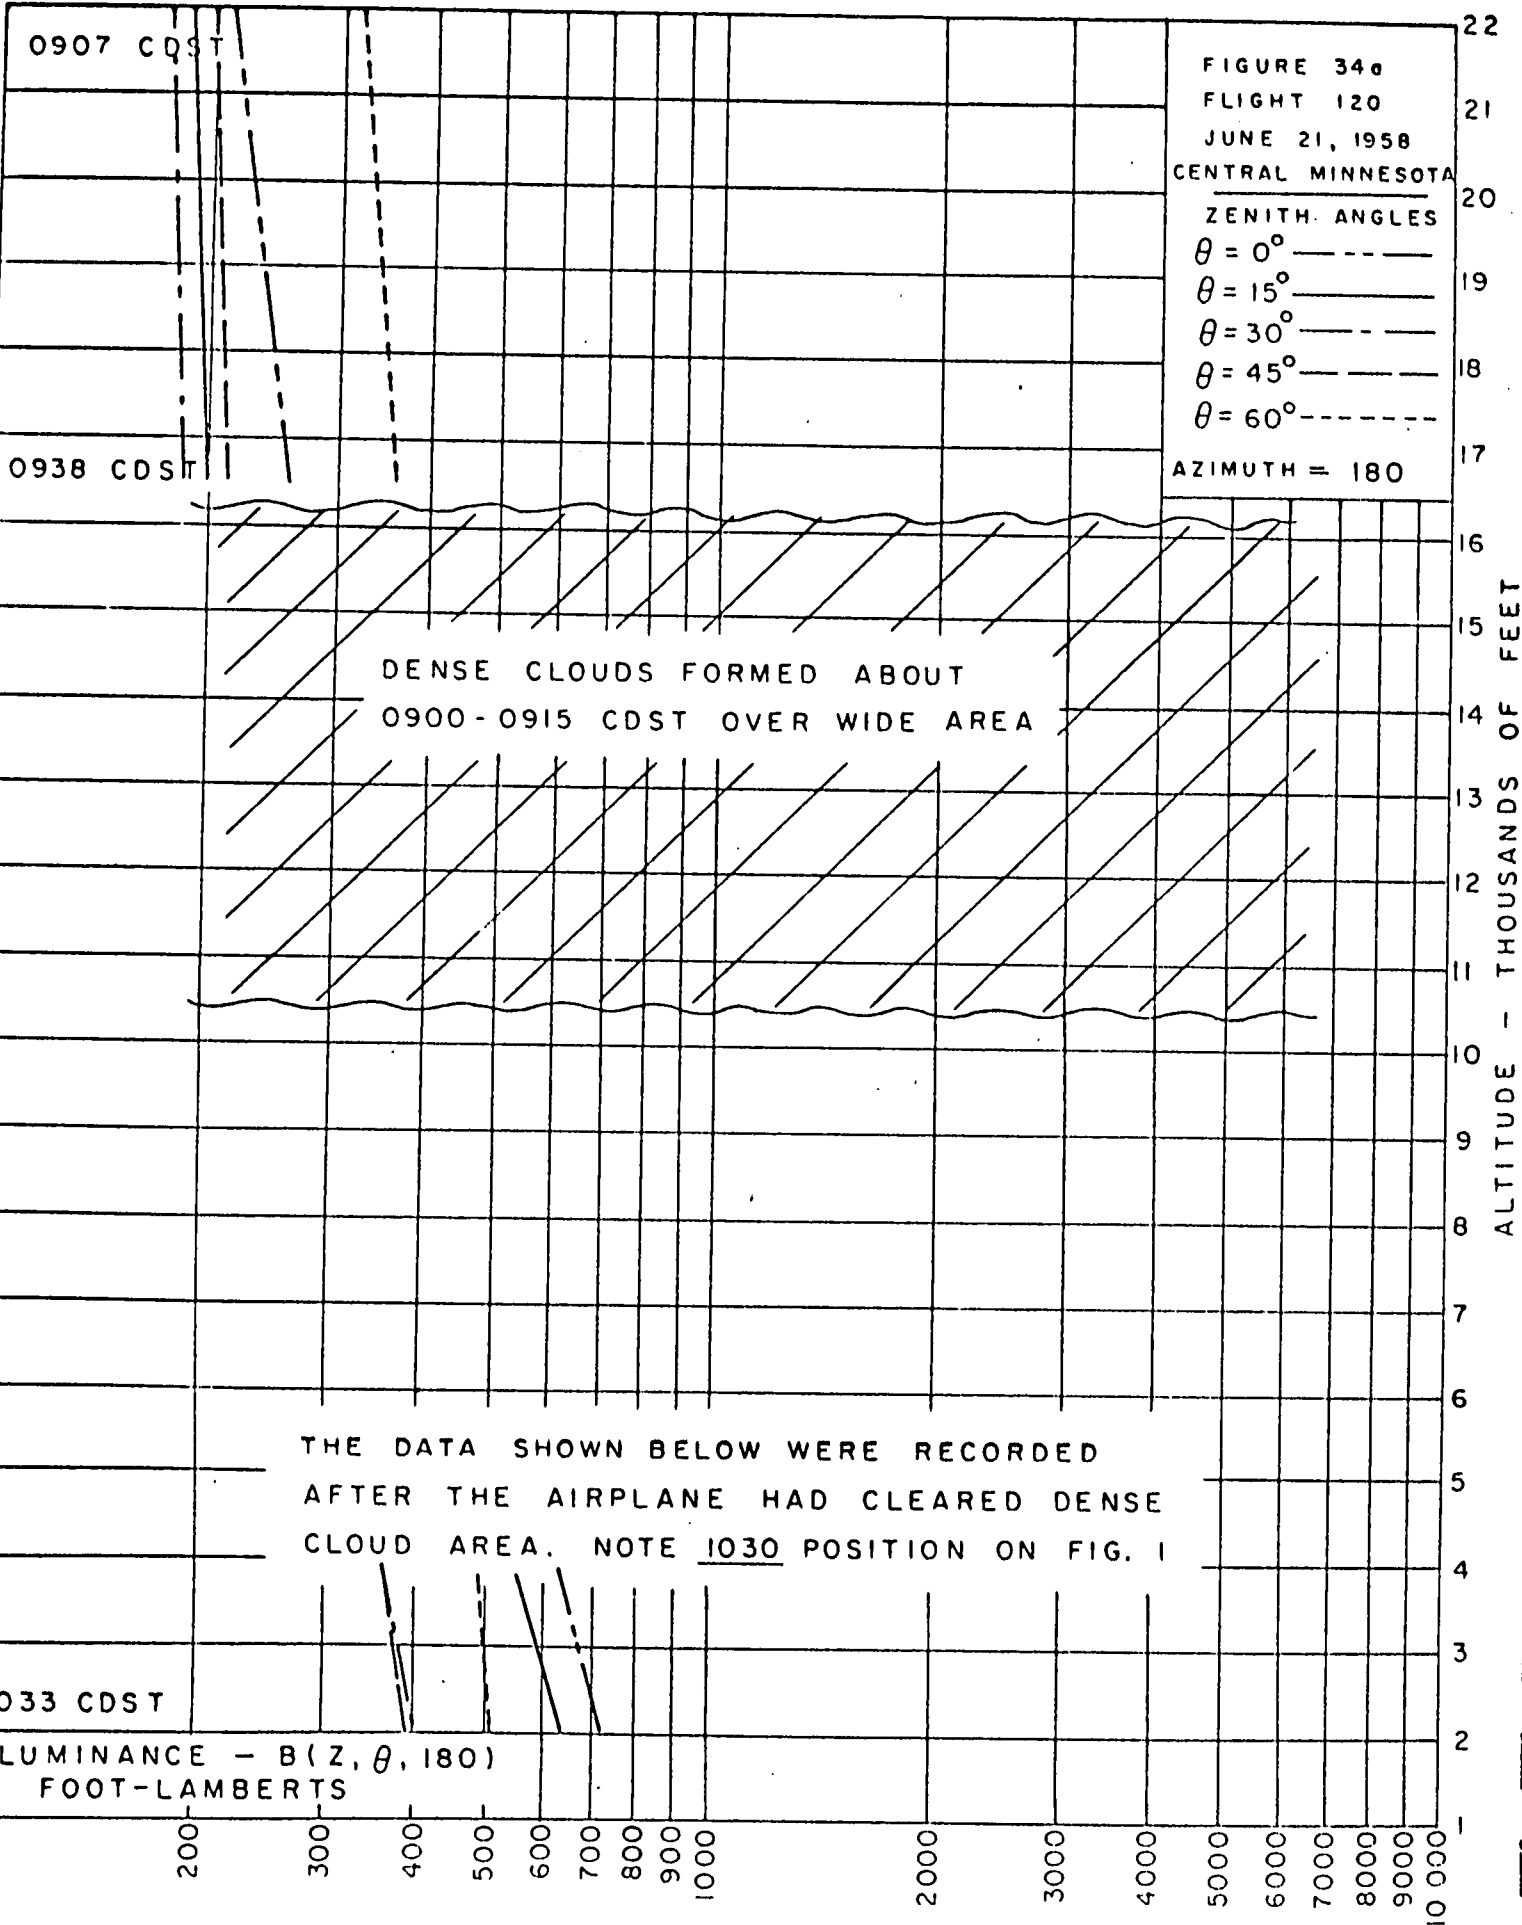 0907 CDST
FIGURE 34a
FLIGHT 120
JUNE 21, 1958
CENTRAL MINNESOTA
ZENITH ANGLES
θ = 0°
θ = 15°
θ = 30°
θ = 45°
θ = 60°
AZIMUTH = 180
0938 CDST
DENSE CLOUDS FORMED ABOUT
0900-0915 CDST OVER WIDE AREA
THE DATA SHOWN BELOW WERE RECORDED
AFTER THE AIRPLANE HAD CLEARED DENSE
CLOUD AREA. NOTE 1030 POSITION ON FIG. 1
033 CDST
LUMINANCE - B(Z, θ, 180)
FOOT-LAMBERTS
22
21
20
19
18
17
16
15
14
13
12
11
10
9
8
7
6
5
4
3
2
1
ALTITUDE - THOUSANDS OF FEET
200
300
400
500
600
700
800
900
1000
2000
3000
4000
5000
6000
7000
8000
9000
10000